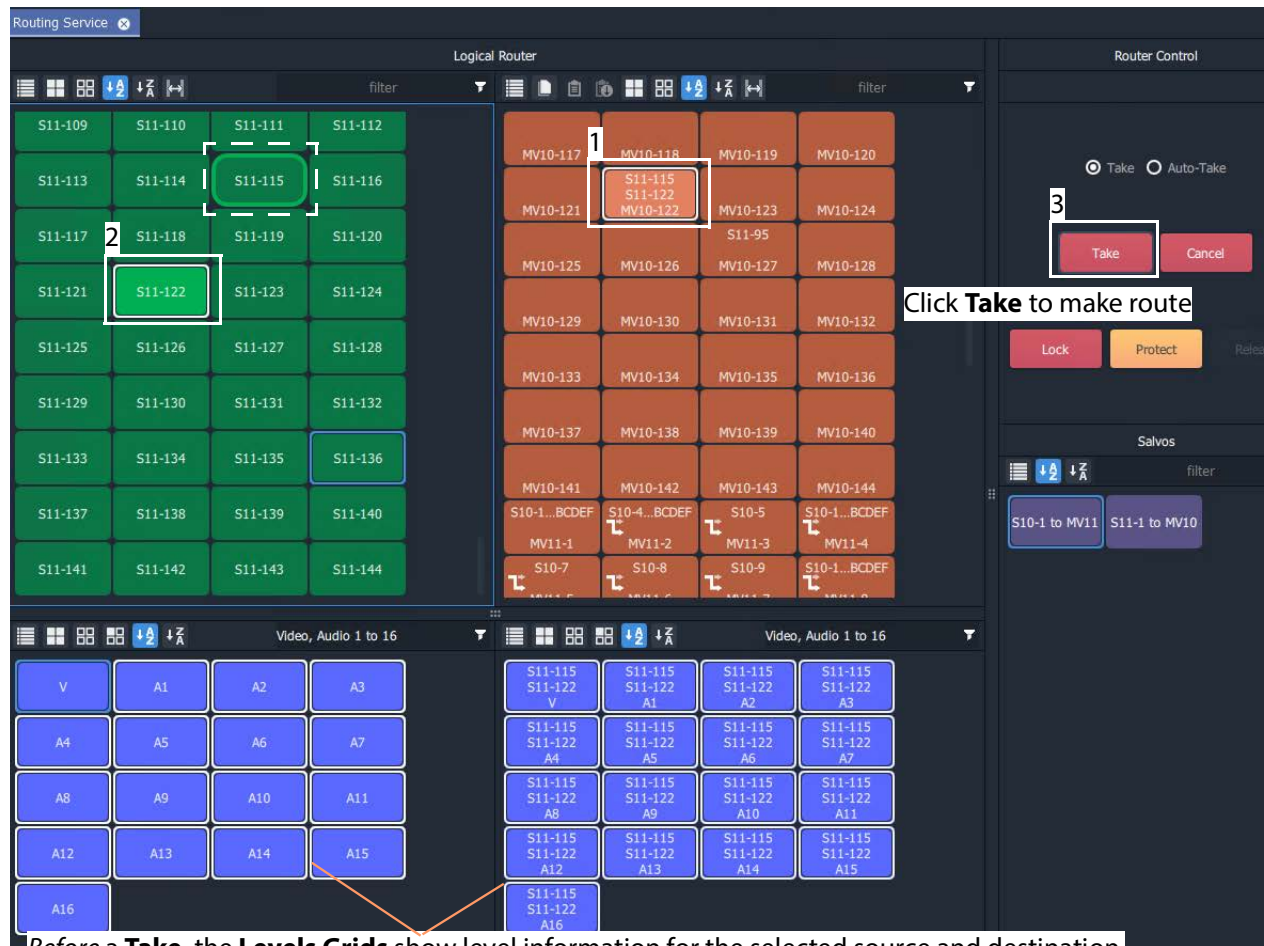 Routing Service
Logical Router
Router Control
filter
filter
S11-109 S11-110 S11-111 S11-112
S11-113 S11-114 S11-115 S11-116
S11-117 2 S11-118 S11-119 S11-120
S11-121 S11-122 S11-123 S11-124
S11-125 S11-126 S11-127 S11-128
S11-129 S11-130 S11-131 S11-132
S11-133 S11-134 S11-135 S11-136
S11-137 S11-138 S11-139 S11-140
S11-141 S11-142 S11-143 S11-144
1
MV10-117 MV10-118 MV10-119 MV10-120
S11-115
S11-122
MV10-121 MV10-122 MV10-123 MV10-124
S11-95
MV10-125 MV10-126 MV10-127 MV10-128
MV10-129 MV10-130 MV10-131 MV10-132
MV10-133 MV10-134 MV10-135 MV10-136
MV10-137 MV10-138 MV10-139 MV10-140
MV10-141 MV10-142 MV10-143 MV10-144
S10-1...BCDEF S10-4...BCDEF S10-5 S10-1...BCDEF
MV11-1 MV11-2 MV11-3 MV11-4
S10-7 S10-8 S10-9 S10-1...BCDEF
Take Auto-Take
3
Take Cancel
Click Take to make route
Lock Protect
Salvos
filter
S10-1 to MV11 S11-1 to MV10
Video, Audio 1 to 16
V A1 A2 A3
A4 A5 A6 A7
A8 A9 A10 A11
A12 A13 A14 A15
A16
Video, Audio 1 to 16
S11-115 S11-115 S11-115 S11-115
S11-122 S11-122 S11-122 S11-122
V A1 A2 A3
S11-115 S11-115 S11-115 S11-115
S11-122 S11-122 S11-122 S11-122
A4 A5 A6 A7
S11-115 S11-115 S11-115 S11-115
S11-122 S11-122 S11-122 S11-122
A8 A9 A10 A11
S11-115 S11-115 S11-115 S11-115
S11-122 S11-122 S11-122 S11-122
A12 A13 A14 A15
S11-115
S11-122
A16
Before a Take, the Levels Grids show level information for the selected source and destination